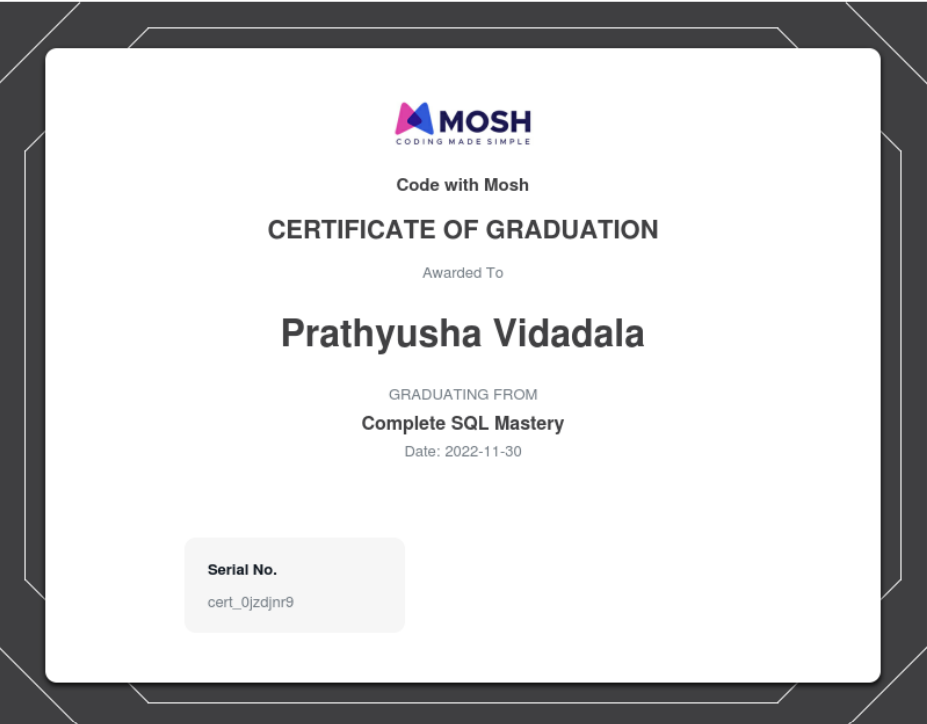 MOSH
CODING MADE SIMPLE
Code with Mosh
CERTIFICATE OF GRADUATION
Awarded To
Prathyusha Vidadala
GRADUATING FROM
Complete SQL Mastery
Date: 2022-11-30
Serial No.
cert_0jzdjnr9